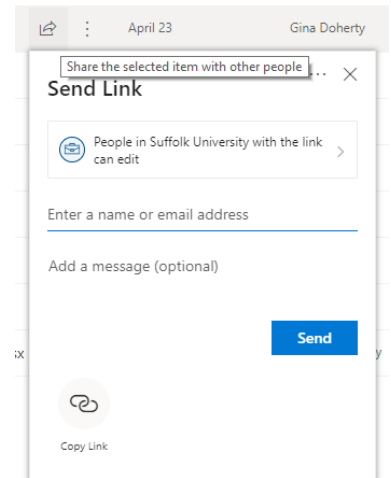 April 23 Gina Doherty
Share the selected item with other people
Send Link
People in Suffolk University with the link
can edit
Enter a name or email address
Add a message (optional)
Send
sx y
Copy Link